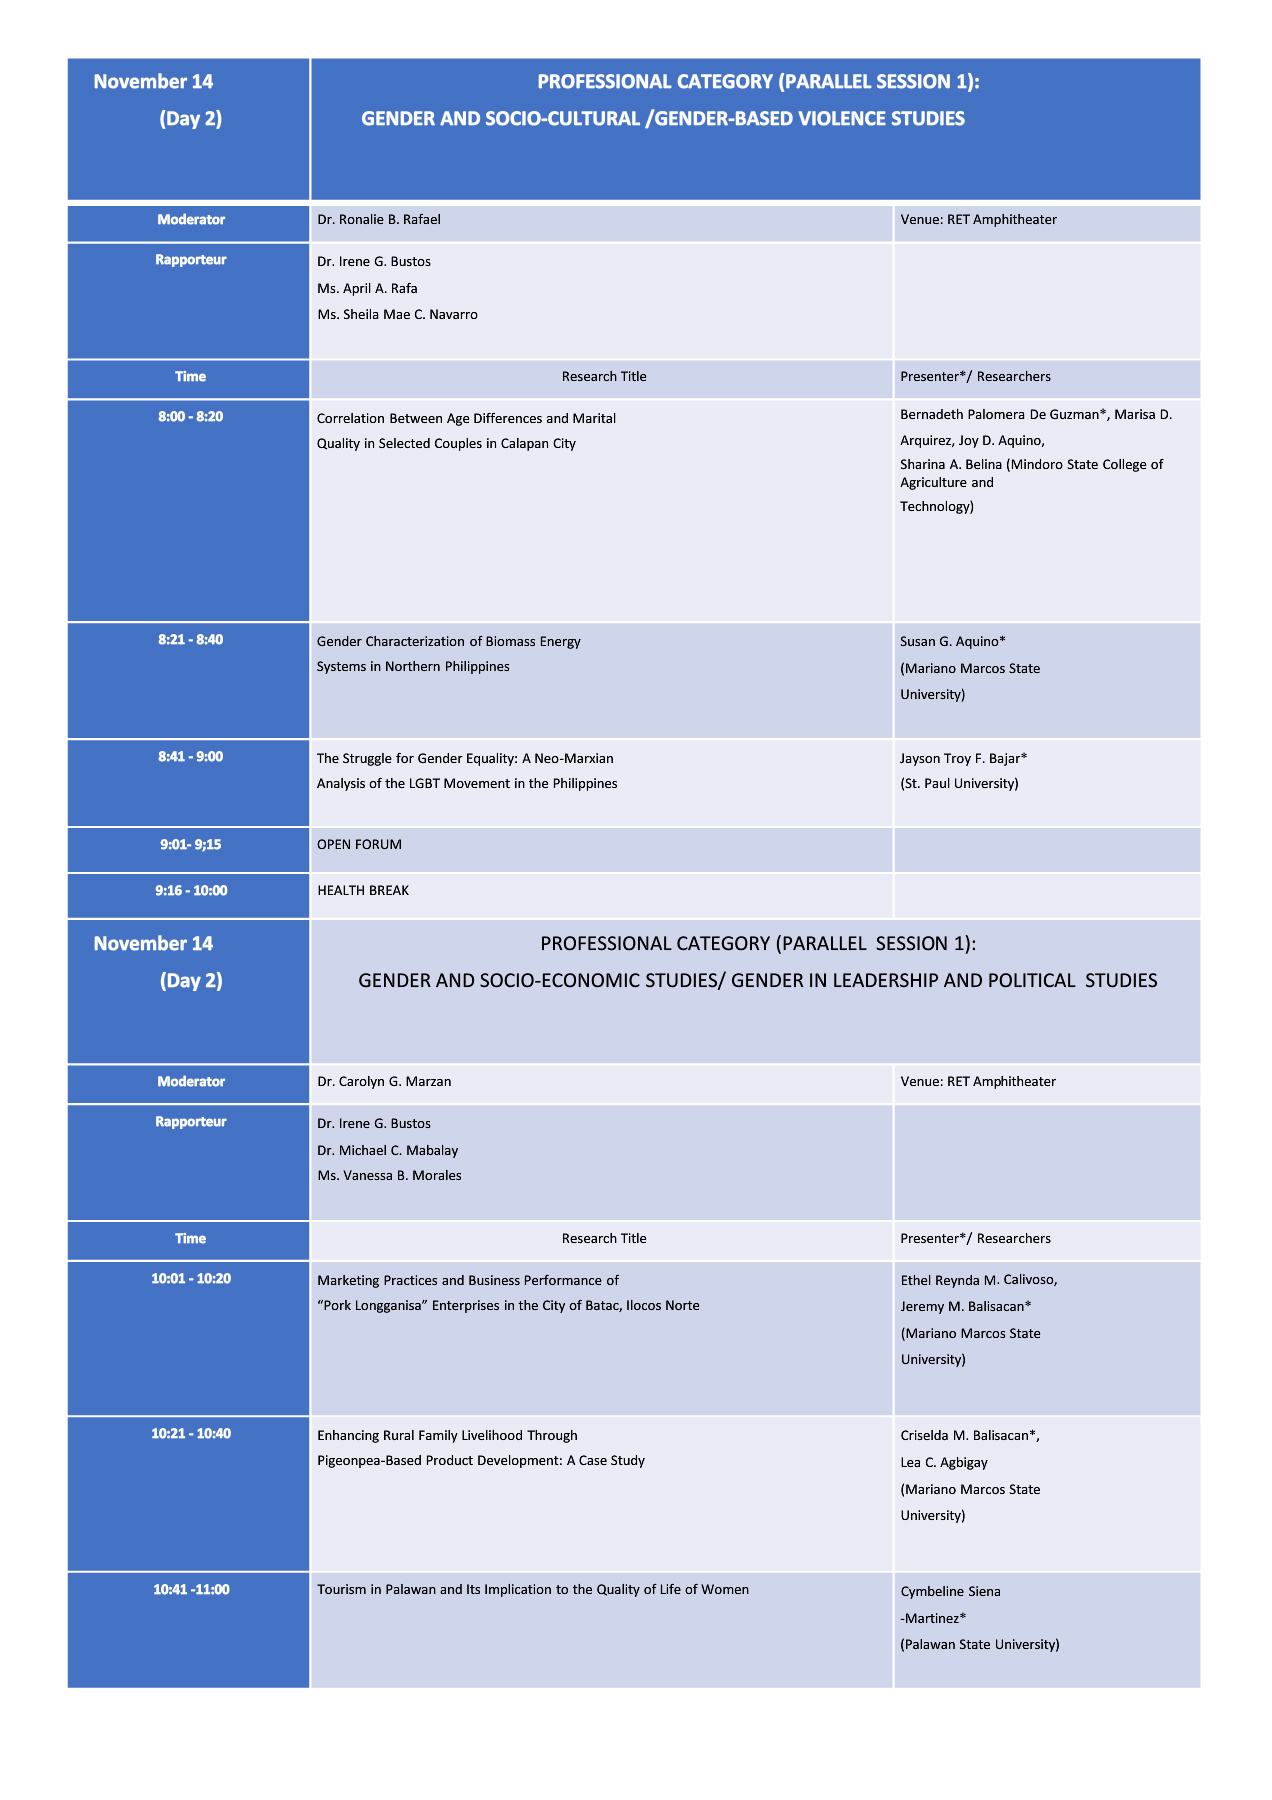 November 14
(Day 2)
PROFESSIONAL CATEGORY (PARALLEL SESSION 1):
GENDER AND SOCIO-CULTURAL /GENDER-BASED VIOLENCE STUDIES
Moderator
Dr. Ronalie B. Rafael
Venue: RET Amphitheater
Rapporteur
Dr. Irene G. Bustos
Ms. April A. Rafa
Ms. Sheila Mae C. Navarro
Time
Research Title
Presenter*/ Researchers
8:00 - 8:20
Correlation Between Age Differences and Marital
Quality in Selected Couples in Calapan City
Bernadeth Palomera De Guzman*, Marisa D.
Arquirez, Joy D. Aquino,
Sharina A. Belina (Mindoro State College of
Agriculture and
Technology)
8:21 - 8:40
Gender Characterization of Biomass Energy
Systems in Northern Philippines
Susan G. Aquino*
(Mariano Marcos State
University)
8:41 - 9:00
The Struggle for Gender Equality: A Neo-Marxian
Analysis of the LGBT Movement in the Philippines
Jayson Troy F. Bajar*
(St. Paul University)
9:01- 9;15
OPEN FORUM
9:16 - 10:00
HEALTH BREAK
November 14
(Day 2)
PROFESSIONAL CATEGORY (PARALLEL SESSION 1):
GENDER AND SOCIO-ECONOMIC STUDIES/ GENDER IN LEADERSHIP AND POLITICAL STUDIES
Moderator
Dr. Carolyn G. Marzan
Venue: RET Amphitheater
Rapporteur
Dr. Irene G. Bustos
Dr. Michael C. Mabalay
Ms. Vanessa B. Morales
Time
Research Title
Presenter*/ Researchers
10:01 - 10:20
Marketing Practices and Business Performance of
“Pork Longganisa” Enterprises in the City of Batac, Ilocos Norte
Ethel Reynda M. Calivoso,
Jeremy M. Balisacan*
(Mariano Marcos State
University)
10:21 - 10:40
Enhancing Rural Family Livelihood Through
Pigeonpea-Based Product Development: A Case Study
Criselda M. Balisacan*,
Lea C. Agbigay
(Mariano Marcos State
University)
10:41 -11:00
Tourism in Palawan and Its Implication to the Quality of Life of Women
Cymbeline Siena
-Martinez*
(Palawan State University)